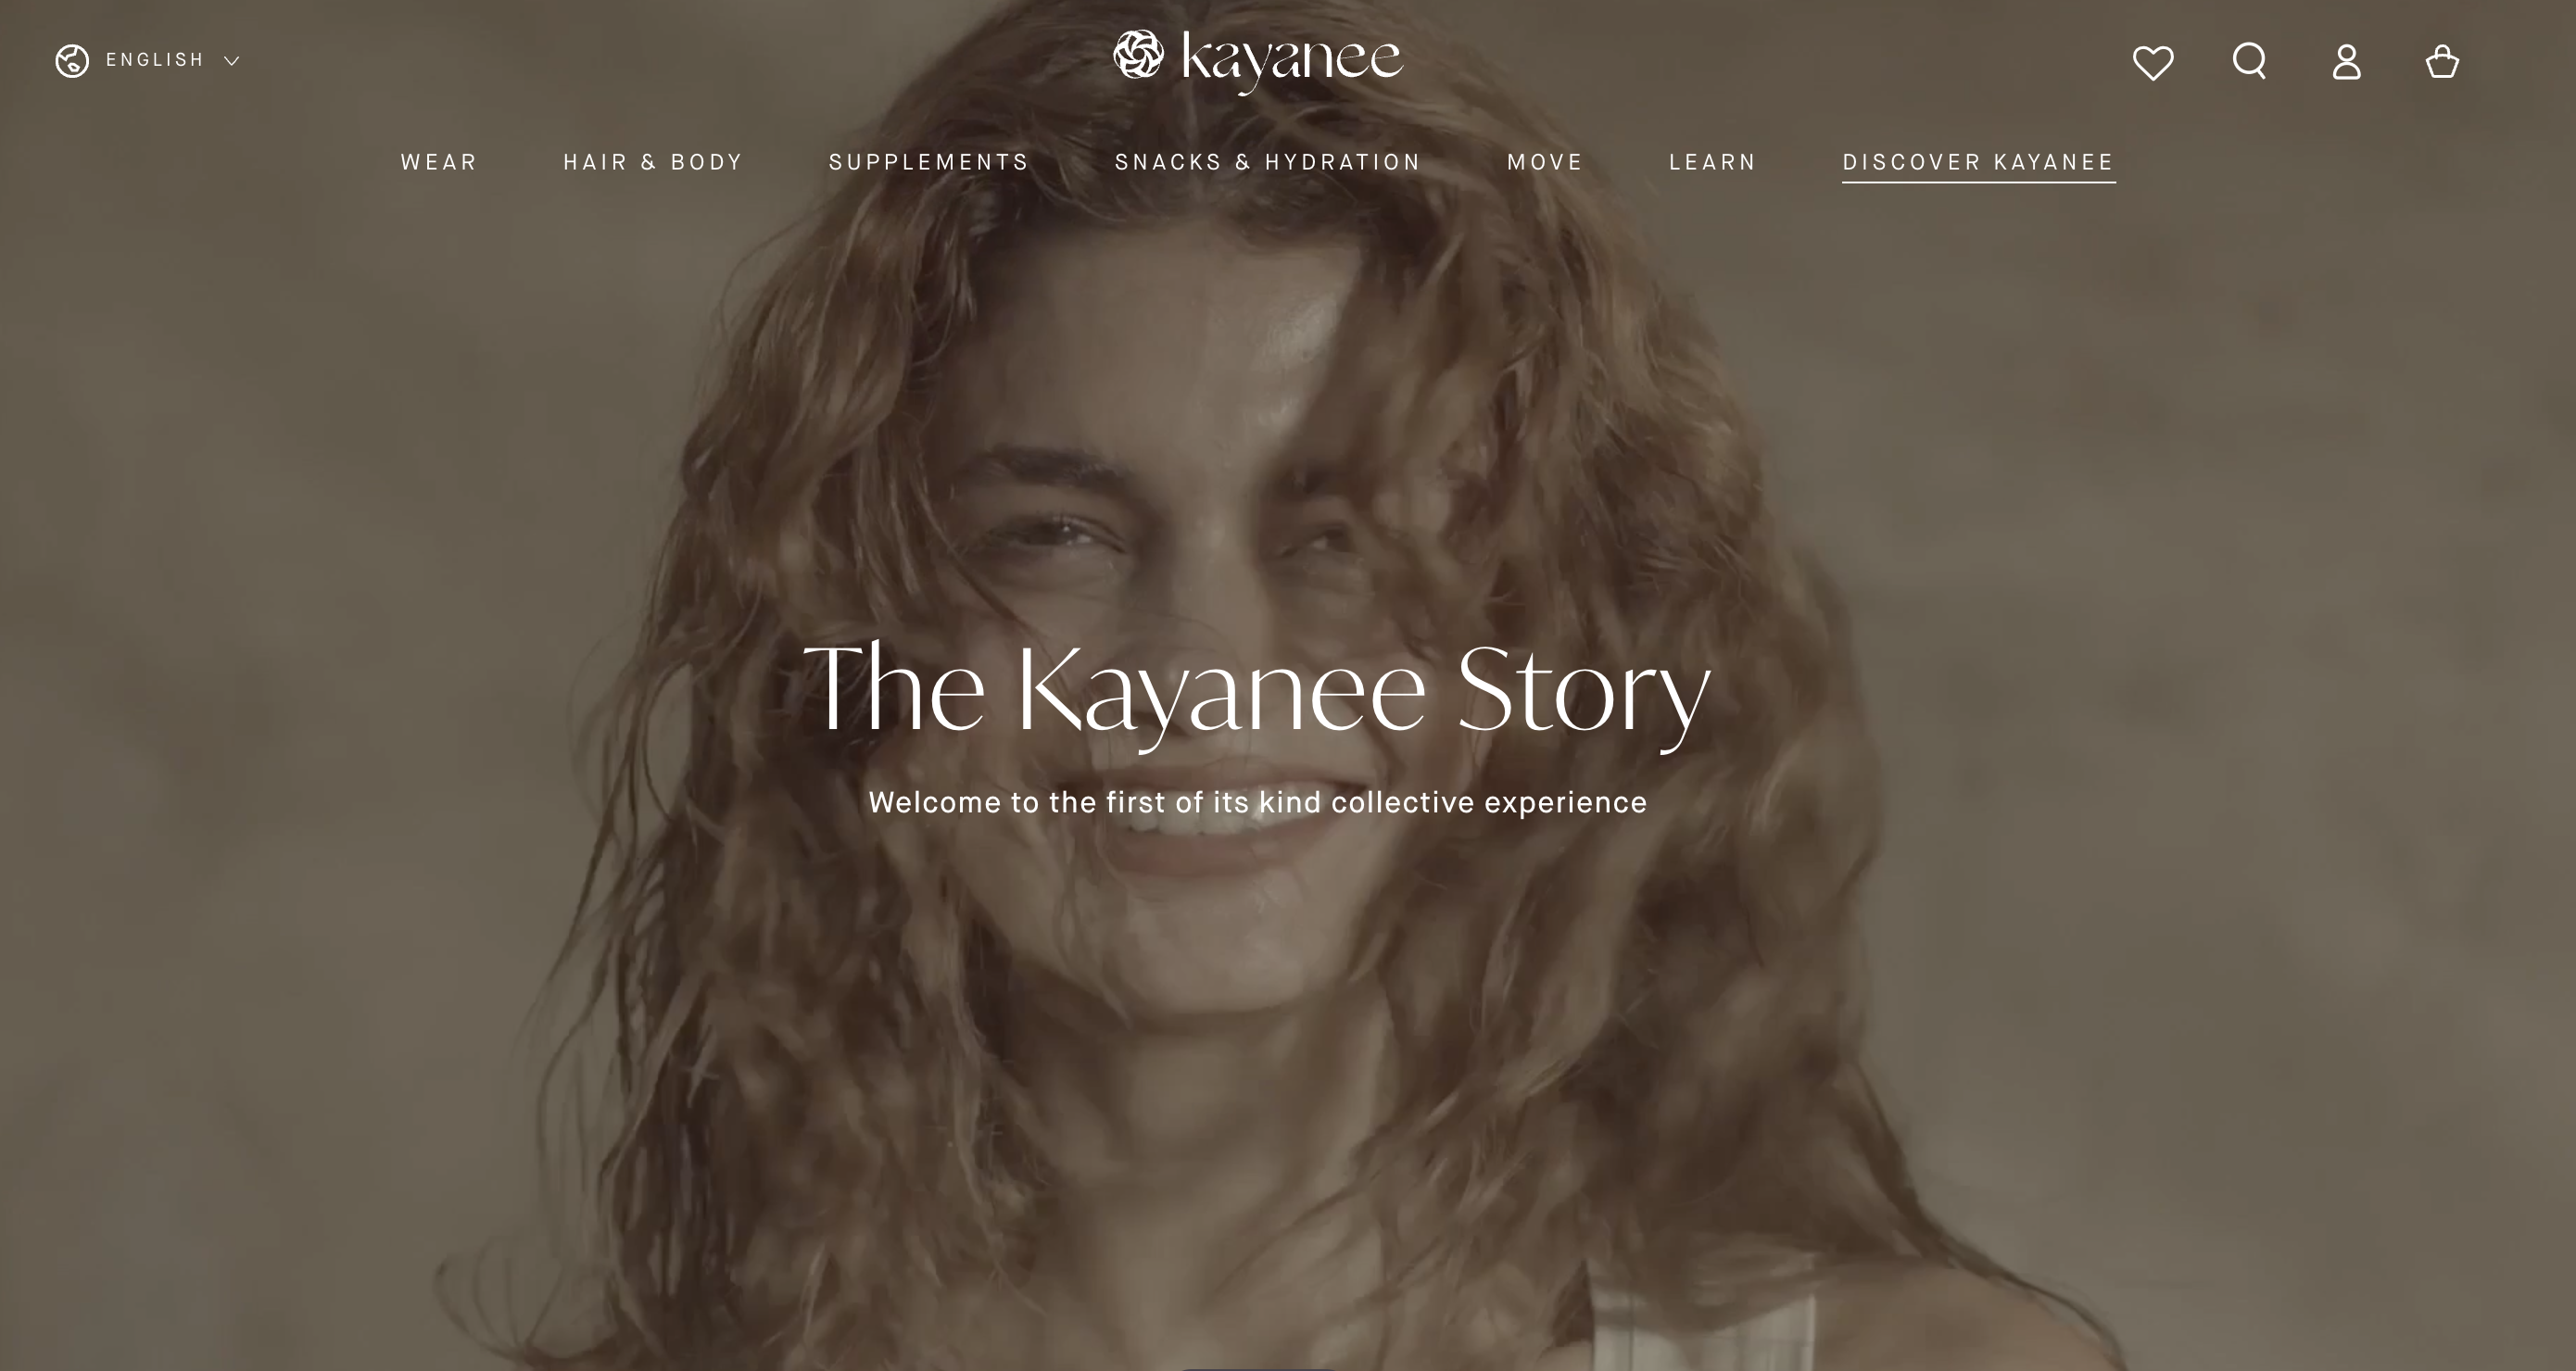 ENGLISH
kayanee
WEAR HAIR & BODY SUPPLEMENTS SNACKS & HYDRATION MOVE LEARN DISCOVER KAYANEE
The Kayanee Story
Welcome to the first of its kind collective experience